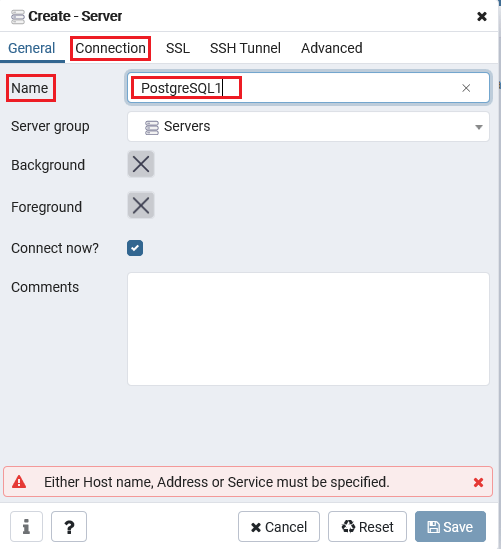 Create - Server
General Connection SSL SSH Tunnel Advanced
Name PostgreSQL1
Server group Servers
Background
Foreground
Connect now?
Comments
Either Host name, Address or Service must be specified.
i ? Cancel Reset Save